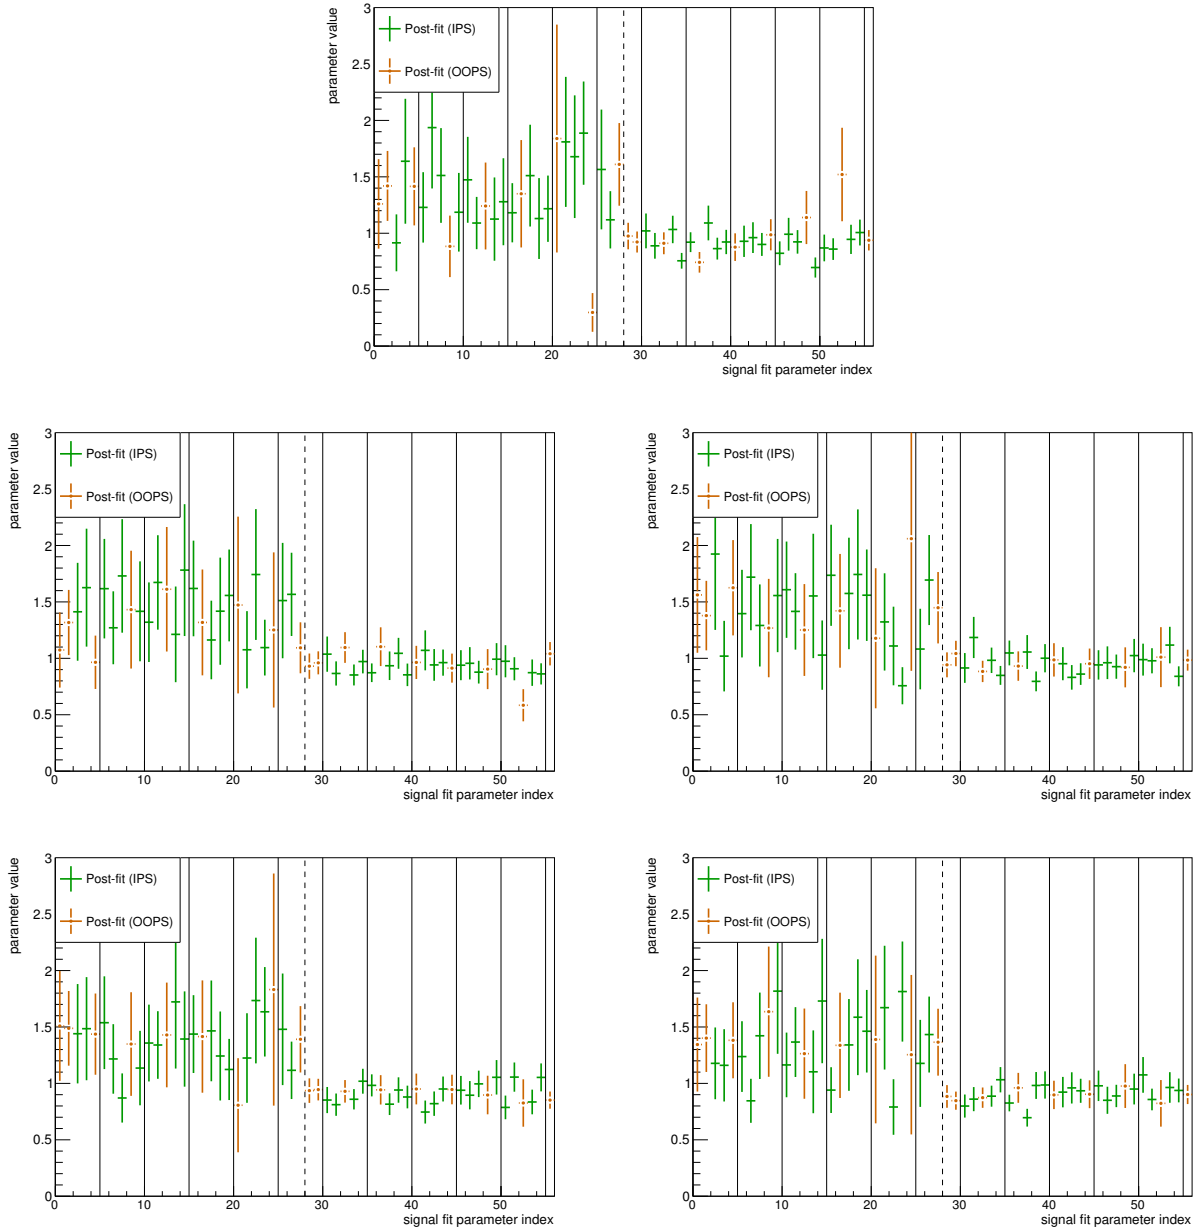 3
2.5
2
1.5
1
0.5
0
parameter value
Post-fit (IPS)
Post-fit (OOPS)
0 10 20 30 40 50
signal fit parameter index
3
2.5
2
1.5
1
0.5
0
parameter value
Post-fit (IPS)
Post-fit (OOPS)
0 10 20 30 40 50
signal fit parameter index
3
2.5
2
1.5
1
0.5
0
parameter value
Post-fit (IPS)
Post-fit (OOPS)
0 10 20 30 40 50
signal fit parameter index
3
2.5
2
1.5
1
0.5
0
parameter value
Post-fit (IPS)
Post-fit (OOPS)
0 10 20 30 40 50
signal fit parameter index
3
2.5
2
1.5
1
0.5
0
parameter value
Post-fit (IPS)
Post-fit (OOPS)
0 10 20 30 40 50
signal fit parameter index